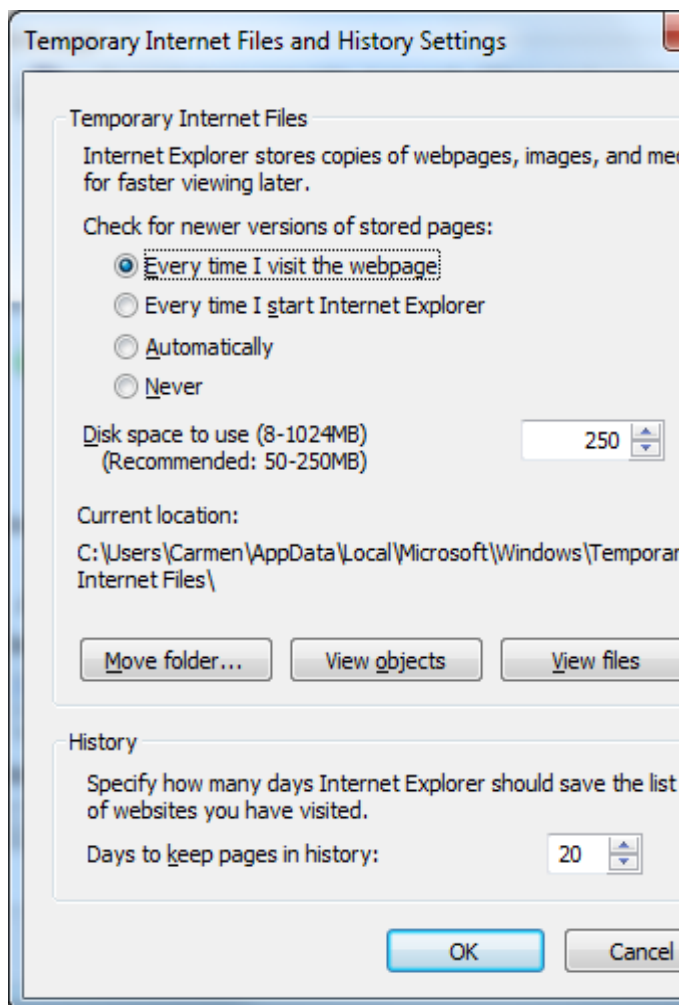 Temporary Internet Files and History Settings
Temporary Internet Files
Internet Explorer stores copies of webpages, images, and
for faster viewing later.
Check for newer versions of stored pages:
Every time I visit the webpage
Every time I start Internet Explorer
Automatically
Never
Disk space to use (8-1024MB)
(Recommended: 50-250MB)
250
Current location:
C:\Users\Carmen\AppData\Local\Microsoft\Windows\Temporar
Internet Files\
Move folder...
View objects
View files
History
Specify how many days Internet Explorer should save the list
of websites you have visited.
Days to keep pages in history:
20
OK
Cancel